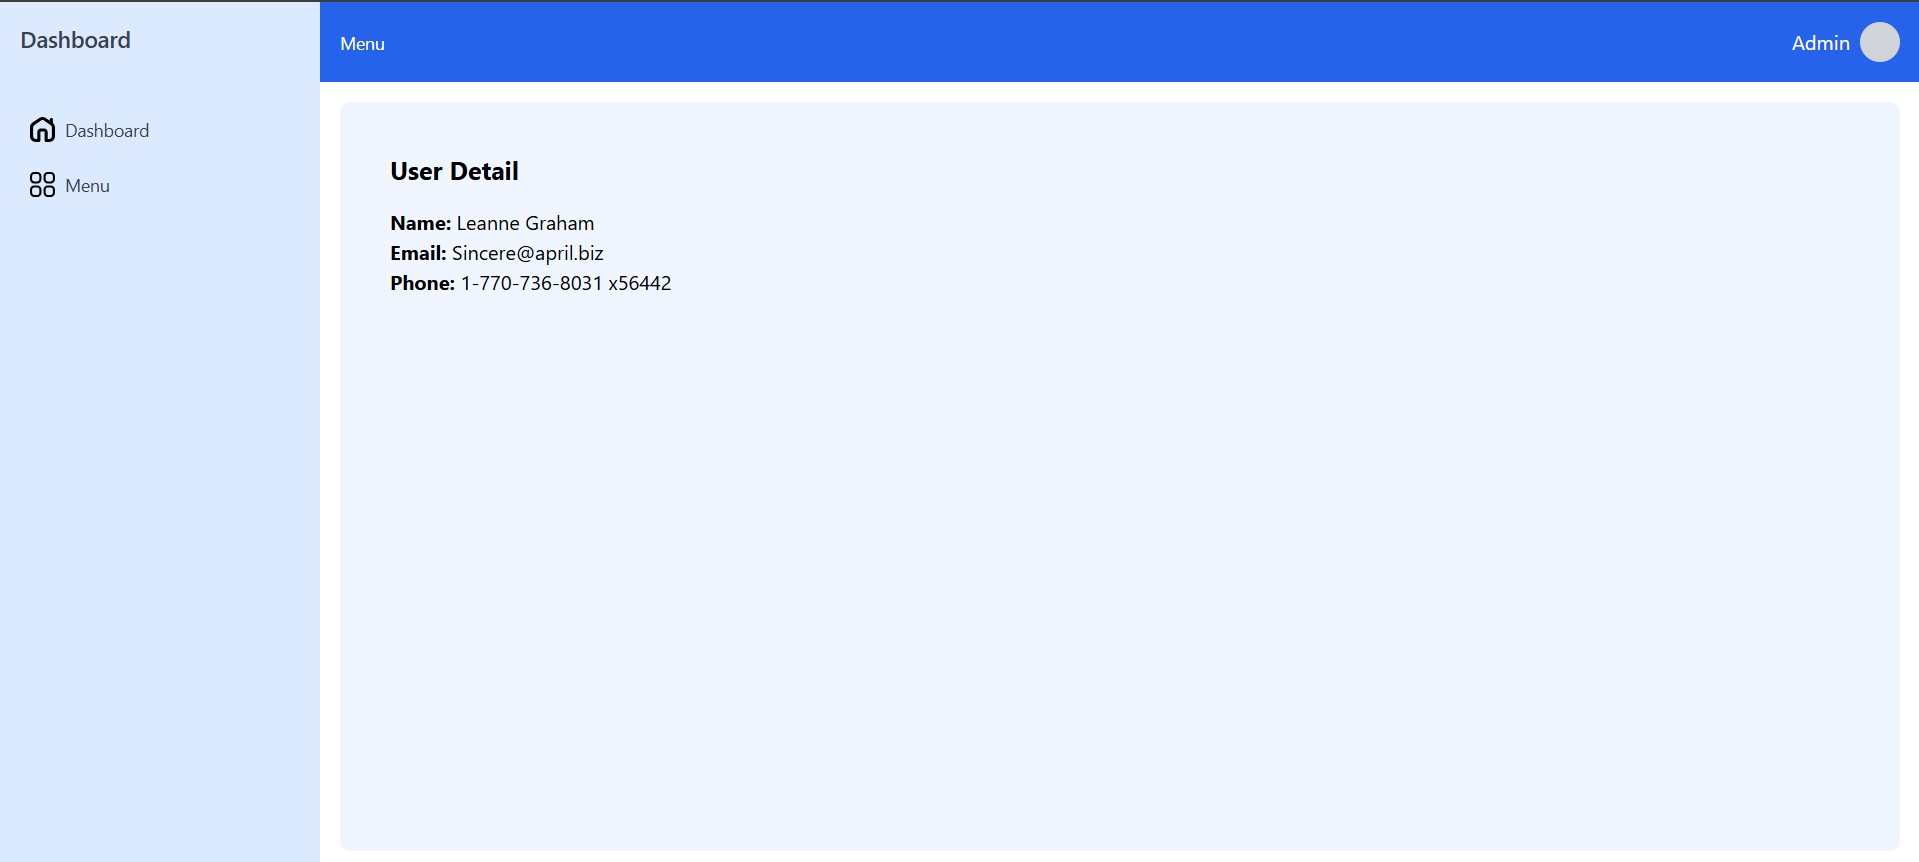 Dashboard
Dashboard
Menu
Menu
Admin
User Detail
Name: Leanne Graham
Email: Sincere@april.biz
Phone: 1-770-736-8031 x56442